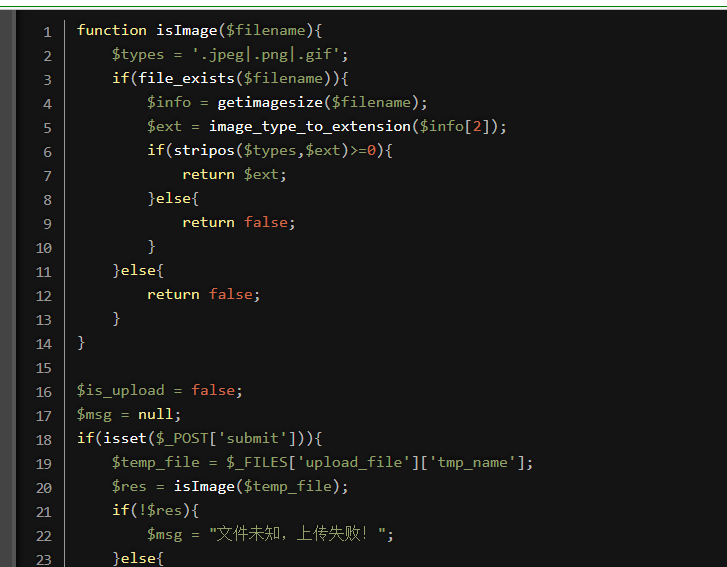 1 function isImage($filename){
2     $types = '.jpeg|.png|.gif';
3     if(file_exists($filename)){
4         $info = getimagesize($filename);
5         $ext = image_type_to_extension($info[2]);
6         if(stripos($types,$ext)>=0){
7             return $ext;
8         }else{
9             return false;
10         }
11     }else{
12         return false;
13     }
14 }
15
16 $is_upload = false;
17 $msg = null;
18 if(isset($_POST['submit'])){
19     $temp_file = $_FILES['upload_file']['tmp_name'];
20     $res = isImage($temp_file);
21     if(!$res){
22         $msg = "文件未知，上传失败！";
23     }else{